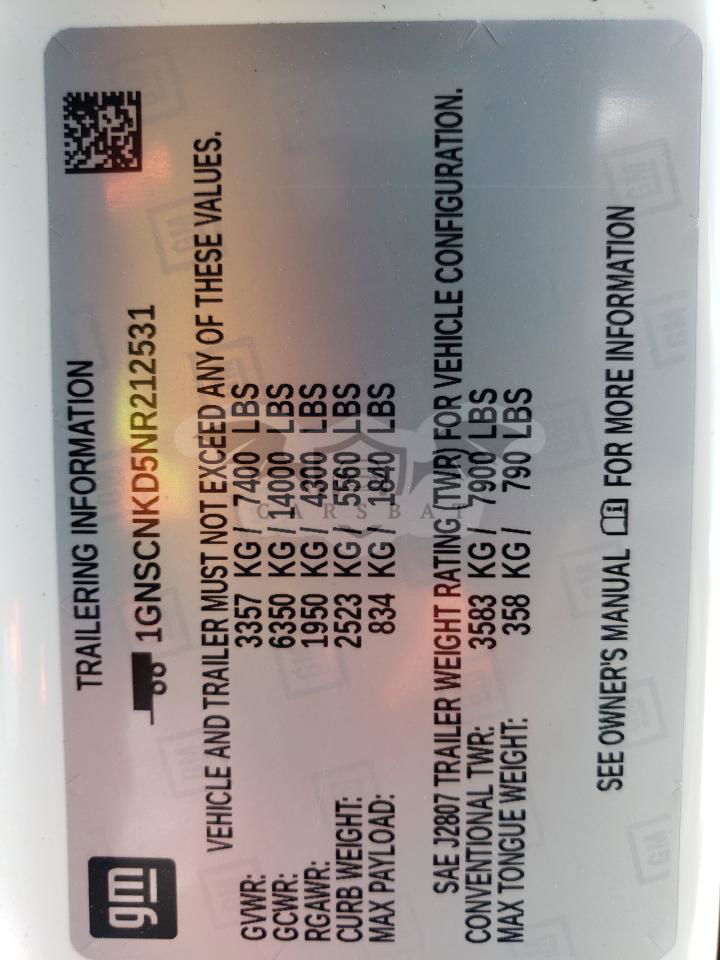 gm
TRAILERING INFORMATION
1GNSCNKD5NR212531
VEHICLE AND TRAILER MUST NOT EXCEED ANY OF THESE VALUES.
GVWR: 3357 KG / 7400 LBS
GCWR: 6350 KG / 14000 LBS
RGAWR: 1950 KG / 4300 LBS
CURB WEIGHT: 2523 KG / 5560 LBS
MAX PAYLOAD: 834 KG / 1840 LBS
CARSBAT
SAE J2807 TRAILER WEIGHT RATING (TWR) FOR VEHICLE CONFIGURATION.
CONVENTIONAL TWR: 3583 KG / 7900 LBS
MAX TONGUE WEIGHT: 358 KG / 790 LBS
SEE OWNER'S MANUAL FOR MORE INFORMATION